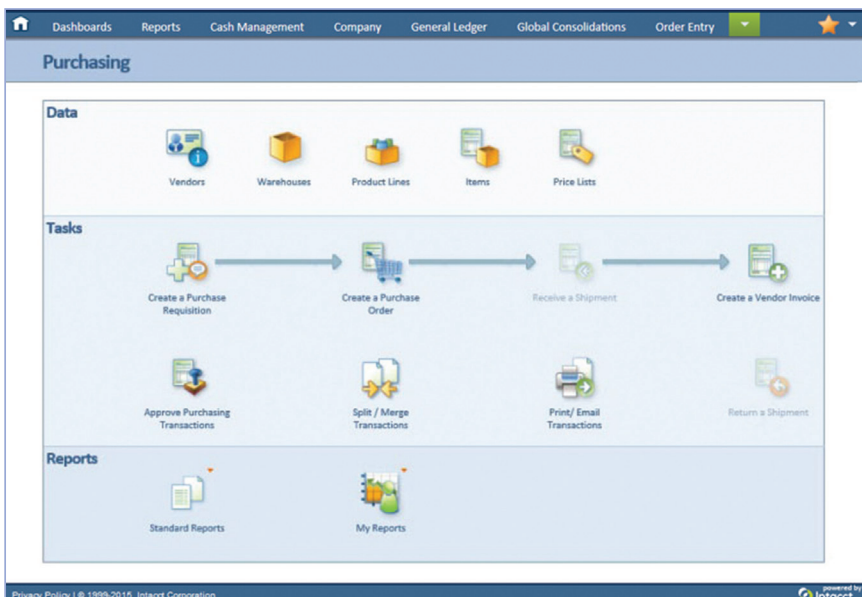 Dashboards Reports Cash Management Company General Ledger Global Consolidations Order Entry
Purchasing
Data
Vendors Warehouses Product Lines Items Price Lists
Tasks
Create a Purchase Requisition
Create a Purchase Order
Receive a Shipment
Create a Vendor Invoice
Approve Purchasing Transactions
Split / Merge Transactions
Print/ Email Transactions
Return a Shipment
Reports
Standard Reports My Reports
Privacy Policy | © 1999-2015 Intacct Corporation
powered by
Intacct